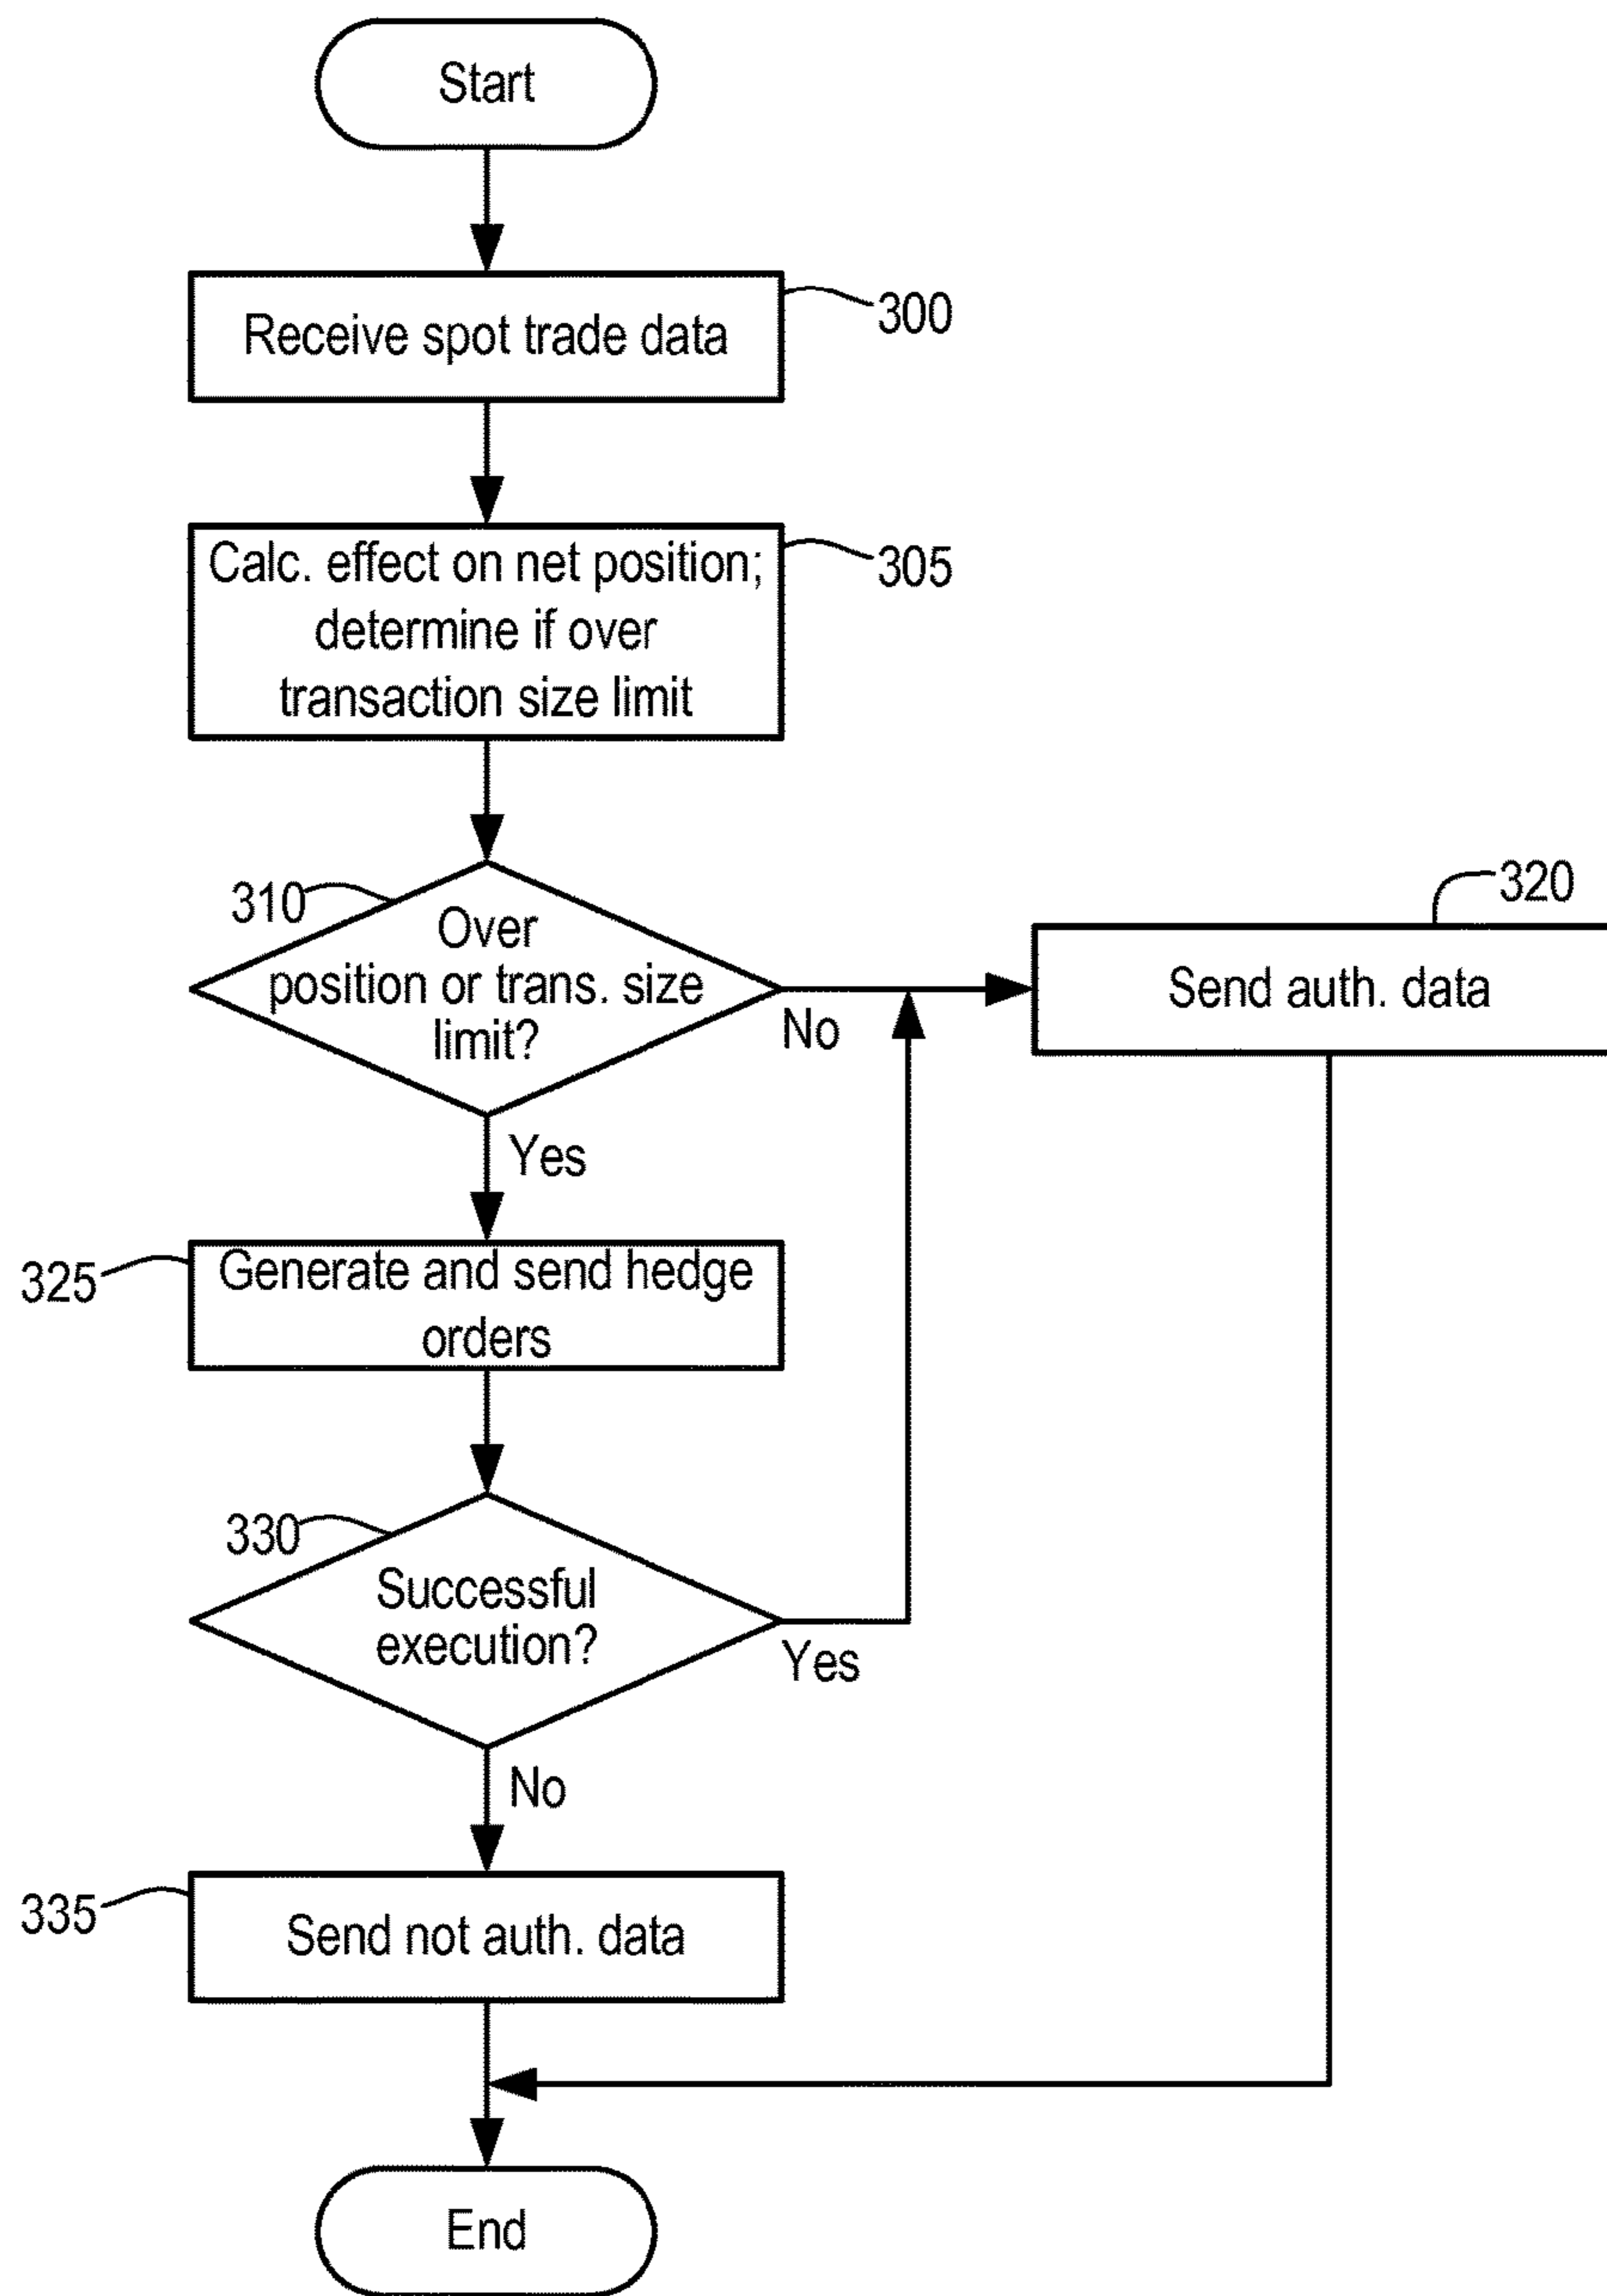 Start
Receive spot trade data
300
Calc. effect on net position;
determine if over
transaction size limit
305
310
Over
position or trans. size
limit?
No
320
Send auth. data
Yes
325
Generate and send hedge
orders
330
Successful
execution?
Yes
No
335
Send not auth. data
End